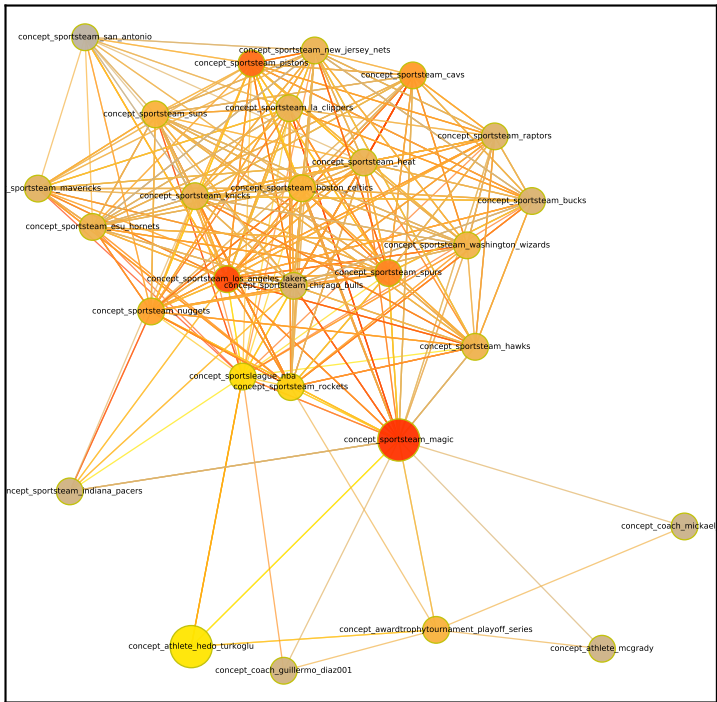 concept_sportsteam_san_antonio
concept_sportsteam_new_jersey_nets
concept_sportsteam_pistons
concept_sportsteam_cavs
concept_sportsteam_la_clippers
concept_sportsteam_suns
concept_sportsteam_raptors
concept_sportsteam_heat
_sportsteam_mavericks
concept_sportsteam_boston_celtics
concept_sportsteam_knicks
concept_sportsteam_bucks
concept_sportsteam_esu_hornets
concept_sportsteam_washington_wizards
concept_sportsteam_spurs
concept_sportsteam_los_angeles_lakers
concept_sportsteam_chicago_bulls
concept_sportsteam_nuggets
concept_sportsteam_hawks
concept_sportsleague_nba
concept_sportsteam_rockets
concept_sportsteam_magic
ncept_sportsteam_indiana_pacers
concept_coach_mickael
concept_awardtrophytournament_playoff_series
concept_athlete_hedo_turkoglu
concept_athlete_mcgrady
concept_coach_guillermo_diaz001